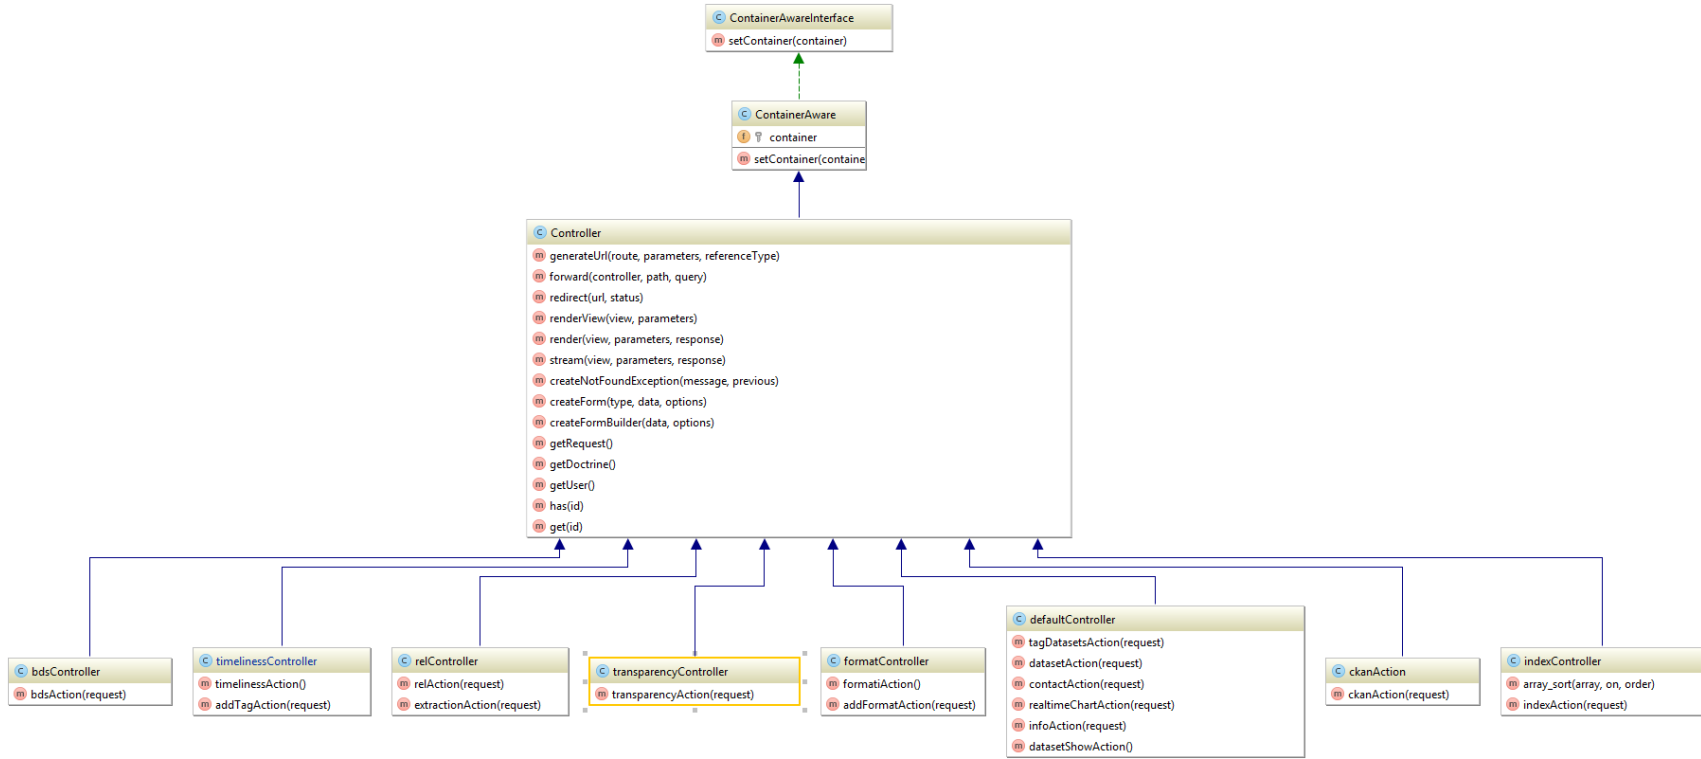 ContainerAwareInterface
setContainer(container)
ContainerAware
container
setContainer(containe
Controller
generateUrl(route, parameters, referenceType)
forward(controller, path, query)
redirect(url, status)
renderView(view, parameters)
render(view, parameters, response)
stream(view, parameters, response)
createNotFoundException(message, previous)
createForm(type, data, options)
createFormBuilder(data, options)
getRequest()
getDoctrine()
getUser()
has(id)
get(id)
bdsController
bdsAction(request)
timelinessController
timelinessAction()
addTagAction(request)
relController
relAction(request)
extractionAction(request)
transparencyController
transparencyAction(request)
formatController
formatiAction()
addFormatAction(request)
defaultController
tagDatasetsAction(request)
datasetAction(request)
contactAction(request)
realtimeChartAction(request)
infoAction(request)
datasetShowAction()
ckanAction
ckanAction(request)
indexController
array_sort(array, on, order)
indexAction(request)